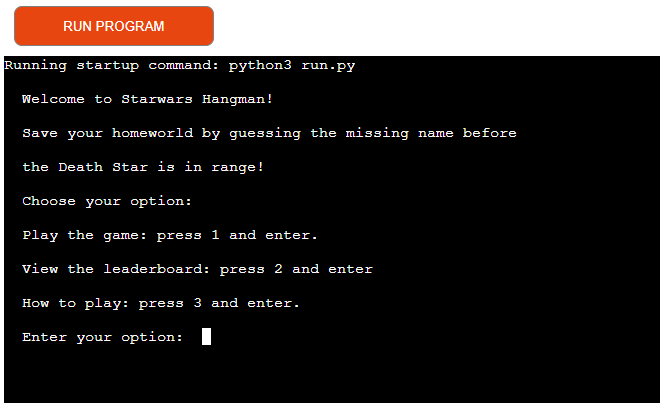 RUN PROGRAM
Running startup command: python3 run.py
Welcome to Starwars Hangman!
Save your homeworld by guessing the missing name before
the Death Star is in range!
Choose your option:
Play the game: press 1 and enter.
View the leaderboard: press 2 and enter
How to play: press 3 and enter.
Enter your option: